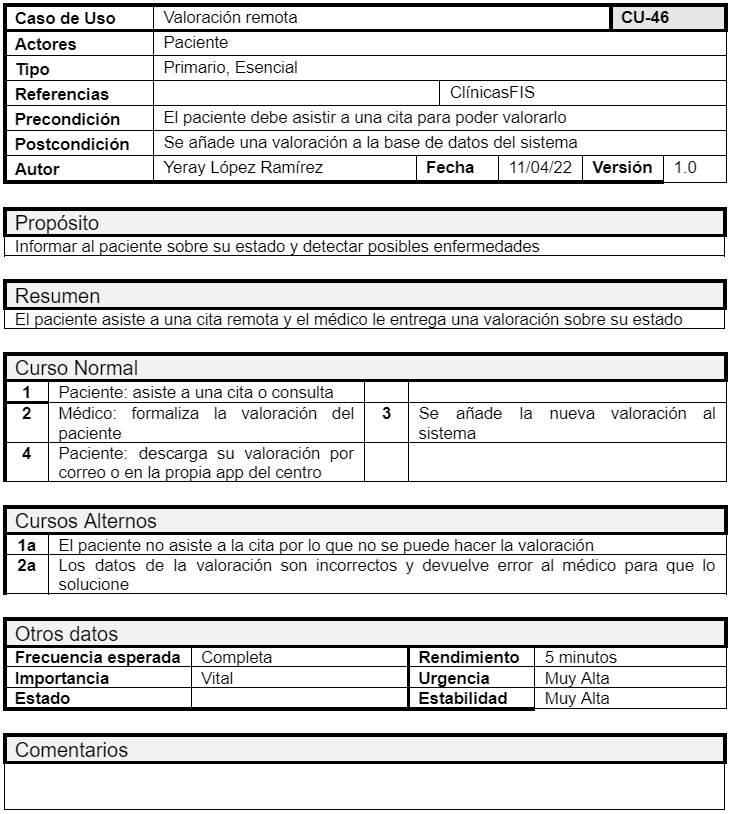 Caso de Uso Valoración remota CU-46
Actores Paciente
Tipo Primario, Esencial
Referencias ClínicasFIS
Precondición El paciente debe asistir a una cita para poder valorarlo
Postcondición Se añade una valoración a la base de datos del sistema
Autor Yeray López Ramírez Fecha 11/04/22 Versión 1.0
Propósito
Informar al paciente sobre su estado y detectar posibles enfermedades
Resumen
El paciente asiste a una cita remota y el médico le entrega una valoración sobre su estado
Curso Normal
1 Paciente: asiste a una cita o consulta
2 Médico: formaliza la valoración del
paciente
3 Se añade la nueva valoración al
sistema
4 Paciente: descarga su valoración por
correo o en la propia app del centro
Cursos Alternos
1a El paciente no asiste a la cita por lo que no se puede hacer la valoración
2a Los datos de la valoración son incorrectos y devuelve error al médico para que lo
solucione
Otros datos
Frecuencia esperada Completa Rendimiento 5 minutos
Importancia Vital Urgencia Muy Alta
Estado Estabilidad Muy Alta
Comentarios